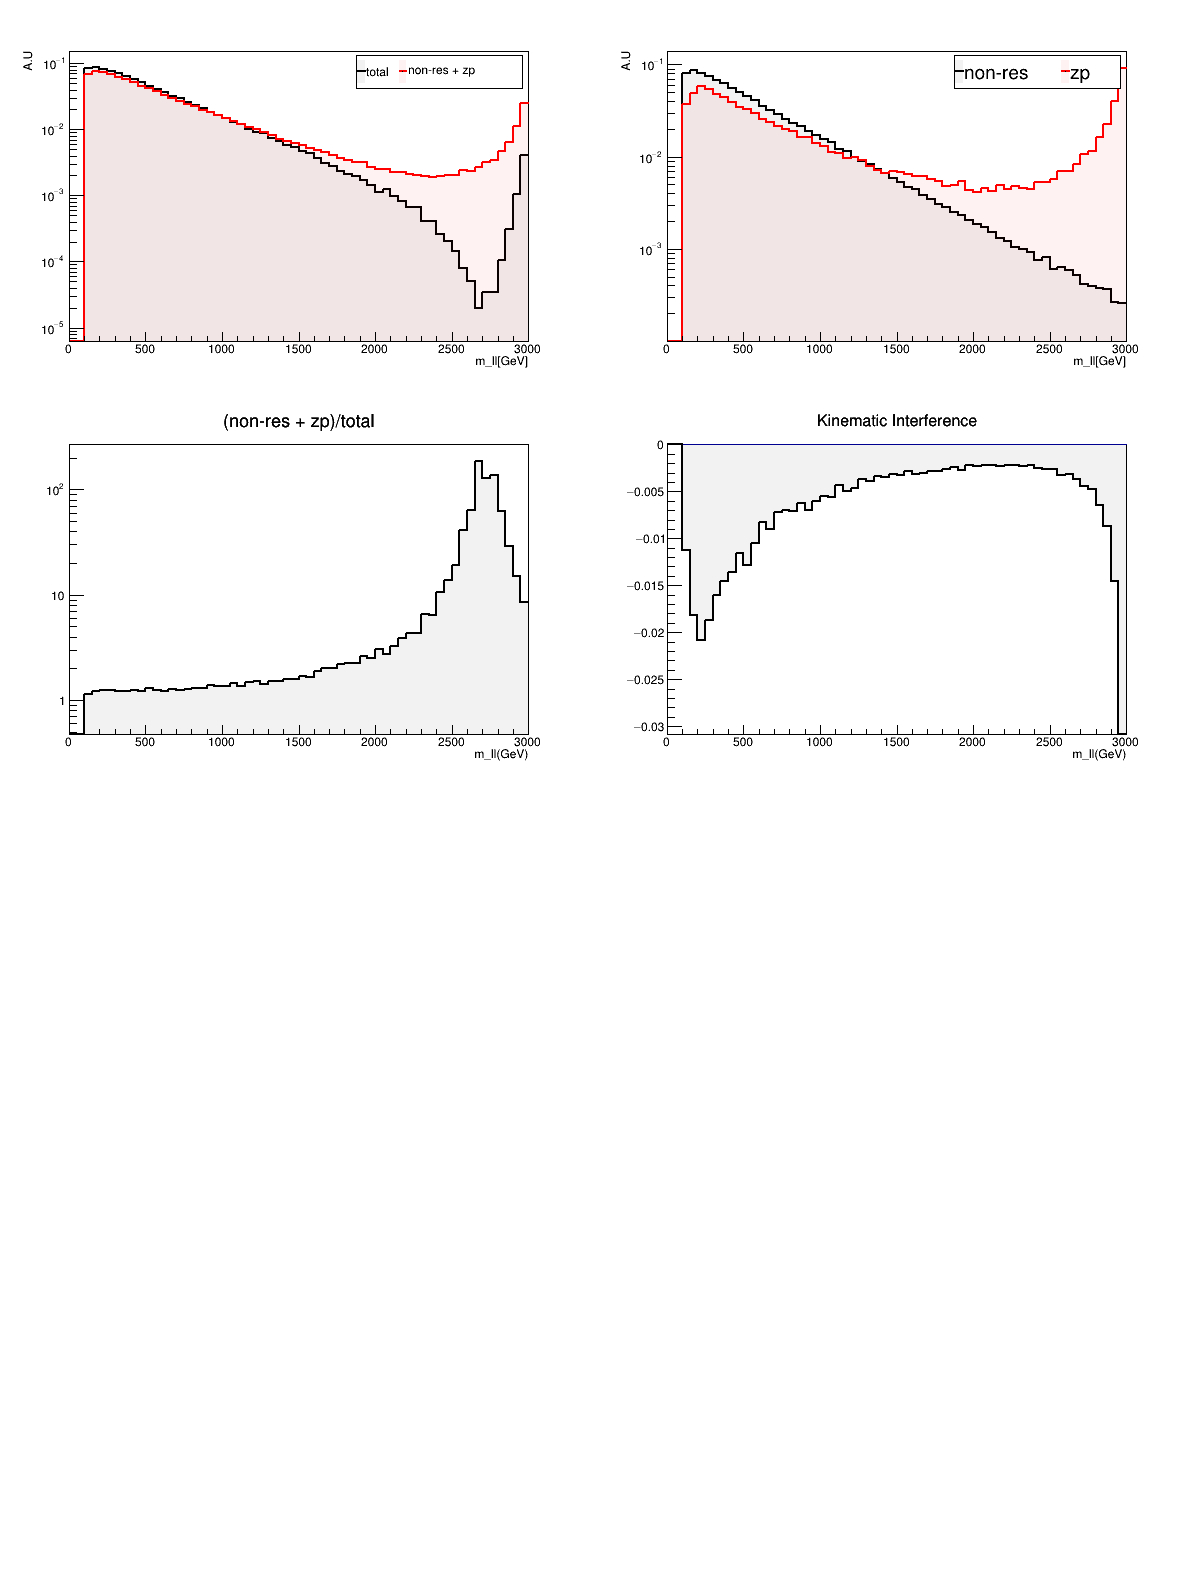 A.U
total non-res + zp
10⁻¹
10⁻²
10⁻³
10⁻⁴
10⁻⁵
0 500 1000 1500 2000 2500 3000
m_ll[GeV]
A.U
non-res zp
10⁻¹
10⁻²
10⁻³
0 500 1000 1500 2000 2500 3000
m_ll[GeV]
(non-res + zp)/total
10²
10
1
0 500 1000 1500 2000 2500 3000
m_ll(GeV)
Kinematic Interference
0
−0.005
−0.01
−0.015
−0.02
−0.025
−0.03
0 500 1000 1500 2000 2500 3000
m_ll(GeV)